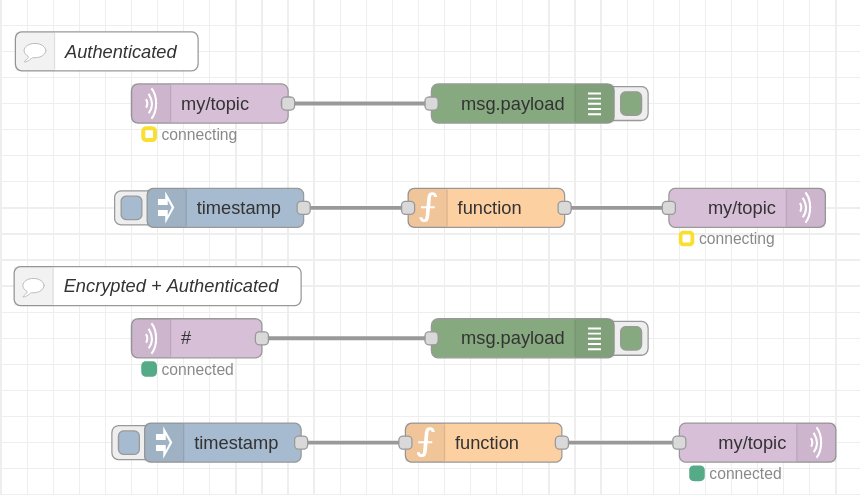 Authenticated
my/topic msg.payload
connecting
timestamp function my/topic
connecting
Encrypted + Authenticated
# msg.payload
connected
timestamp function my/topic
connected